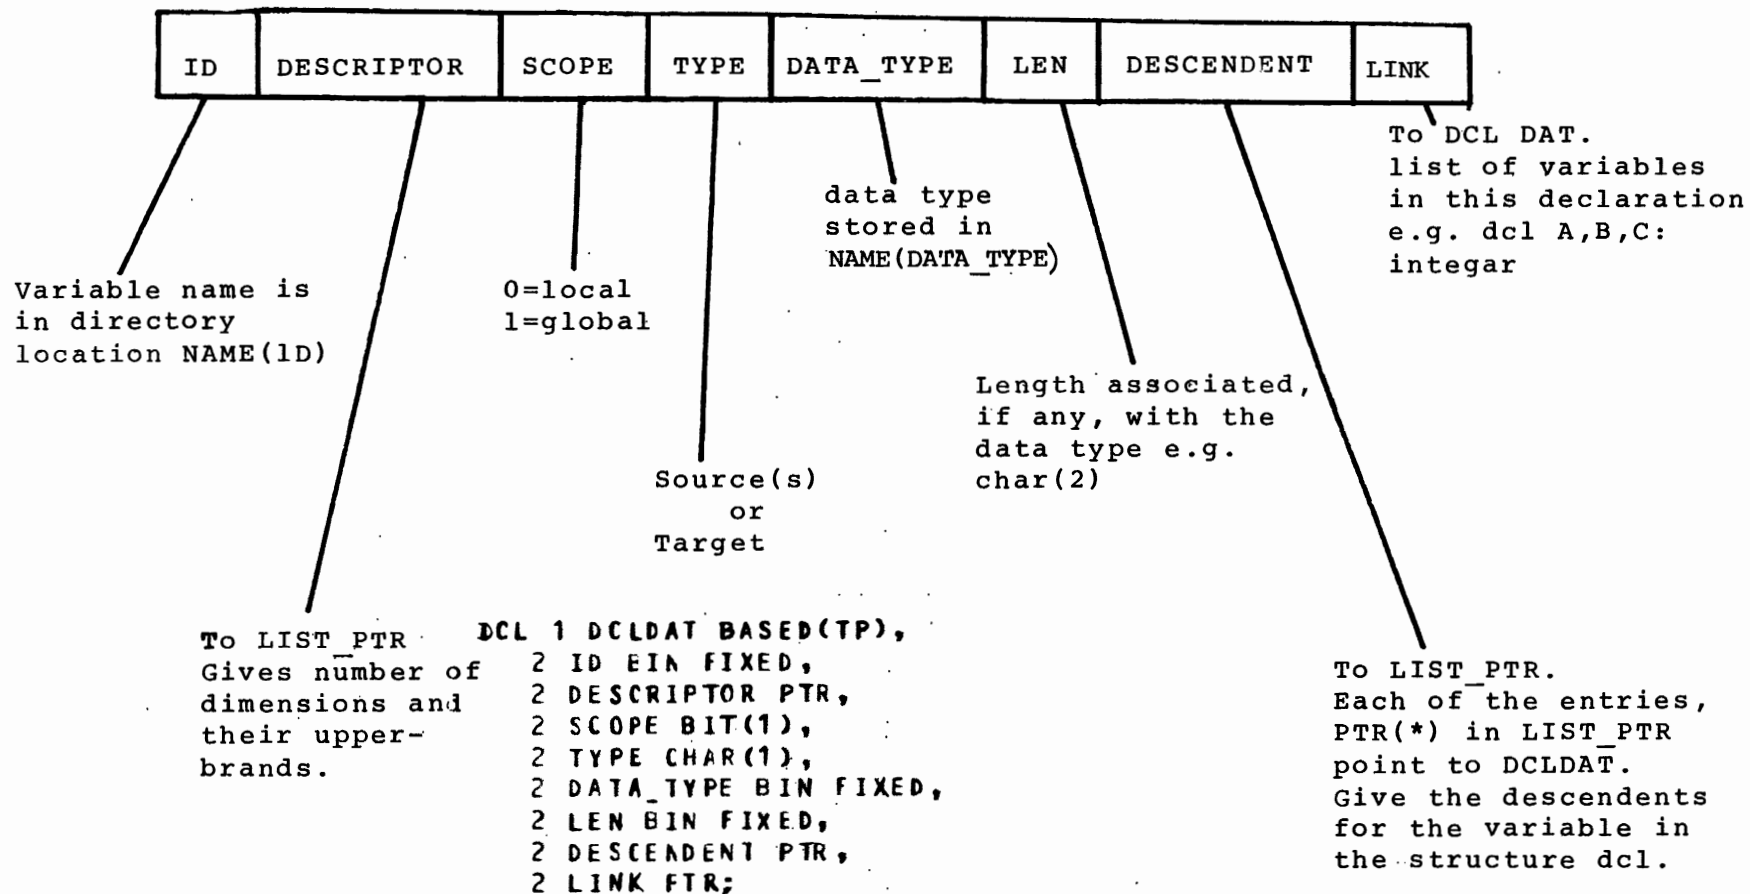 ID DESCRIPTOR SCOPE TYPE DATA_TYPE LEN DESCENDENT LINK
To DCL DAT.
list of variables
in this declaration
e.g. dcl A,B,C:
integar
data type
stored in
NAME(DATA_TYPE)
Variable name is
in directory
location NAME(ID)
0=local
1=global
Length associated,
if any, with the
data type e.g.
char(2)
Source(s)
or
Target
To LIST_PTR
Gives number of
dimensions and
their upper-
brands.
DCL 1 DCLDAT BASED(TP),
2 ID BIN FIXED,
2 DESCRIPTOR PTR,
2 SCOPE BIT(1),
2 TYPE CHAR(1),
2 DATA_TYPE BIN FIXED,
2 LEN BIN FIXED,
2 DESCENDENT PTR,
2 LINK PTR;
To LIST_PTR.
Each of the entries,
PTR(*) in LIST_PTR
point to DCLDAT.
Give the descendents
for the variable in
the structure dcl.